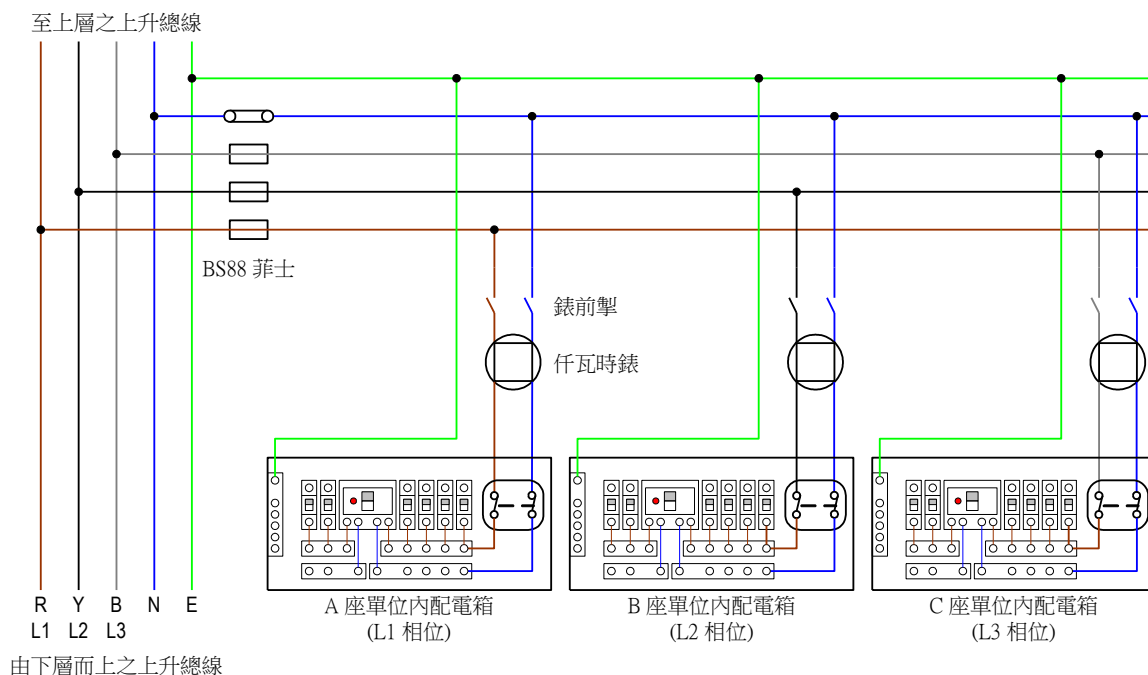 至上層之上升總線
BS88 菲士
錶前掣
仟瓦時錶
R Y B N E
L1 L2 L3
A 座單位內配電箱
(L1 相位)
B 座單位內配電箱
(L2 相位)
C 座單位內配電箱
(L3 相位)
由下層而上之上升總線